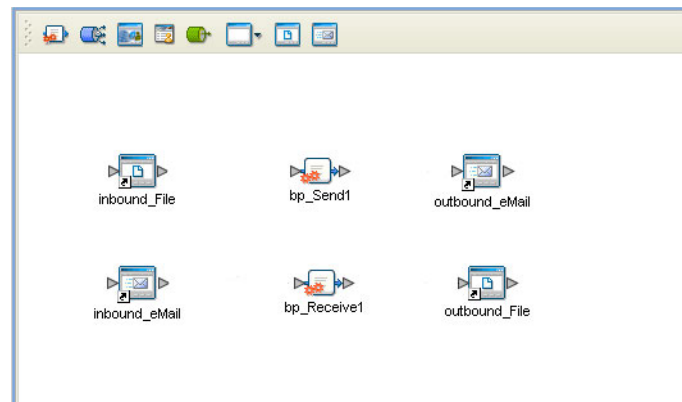 inbound_File
bp_Send1
outbound_eMail
inbound_eMail
bp_Receive1
outbound_File